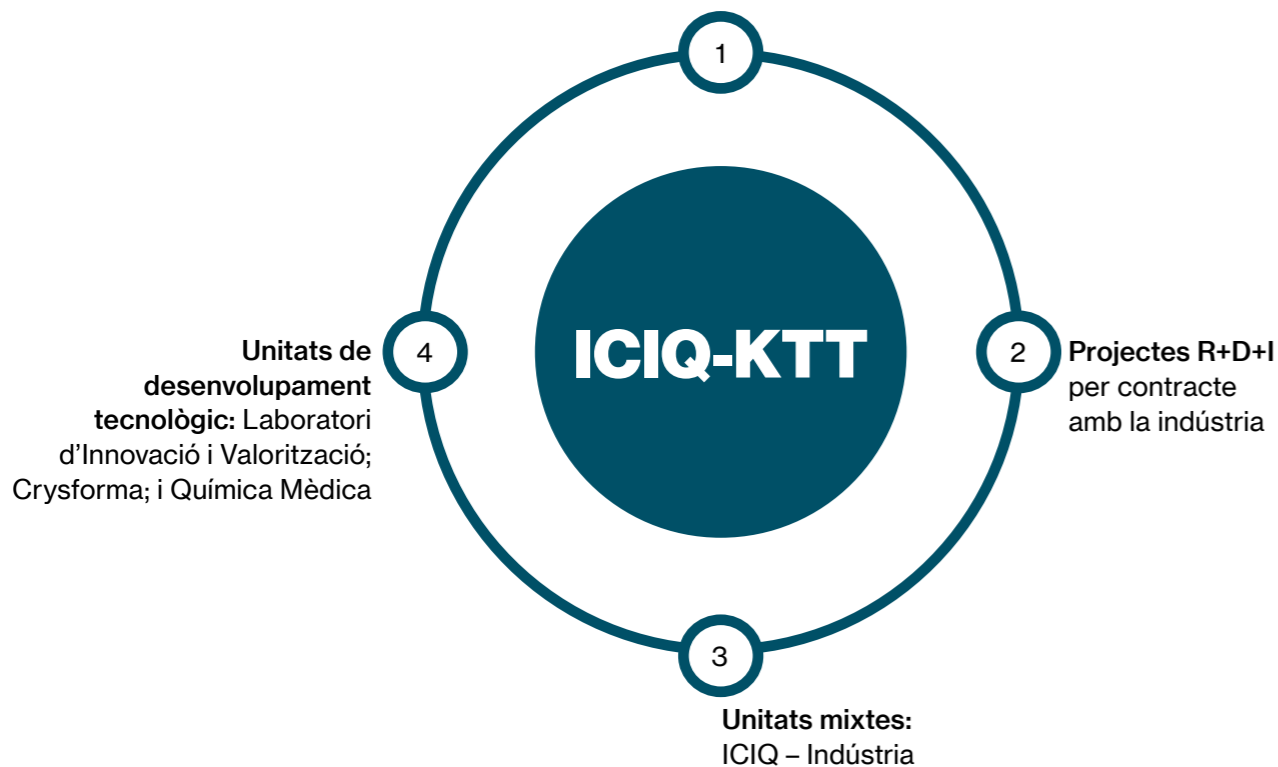 1
ICIQ-KTT
2
Projectes R+D+I
per contracte
amb la indústria
3
Unitats mixtes:
ICIQ – Indústria
4
Unitats de
desenvolupament
tecnològic: Laboratori
d’Innovació i Valorització;
Crysforma; i Química Mèdica